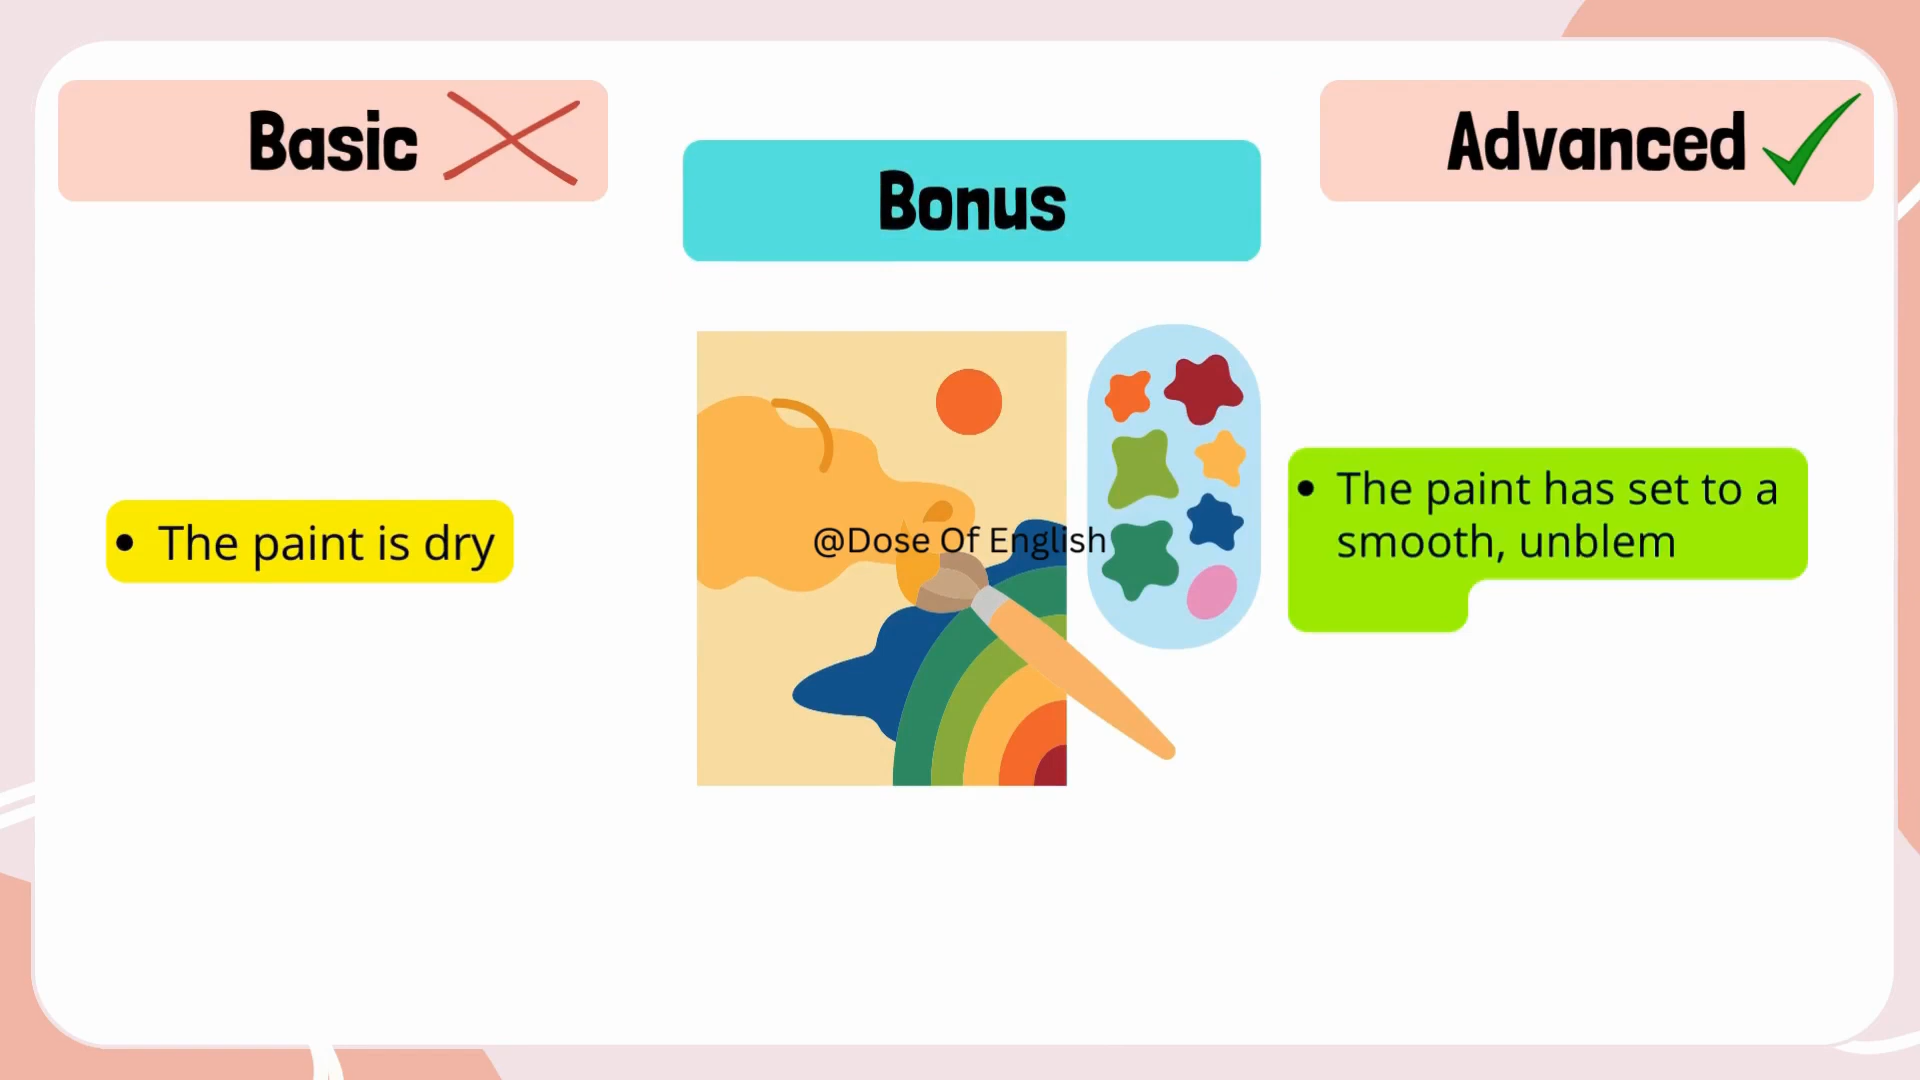 Basic
Advanced
Bonus
• The paint is dry
@Dose Of English
• The paint has set to a
smooth, unblem